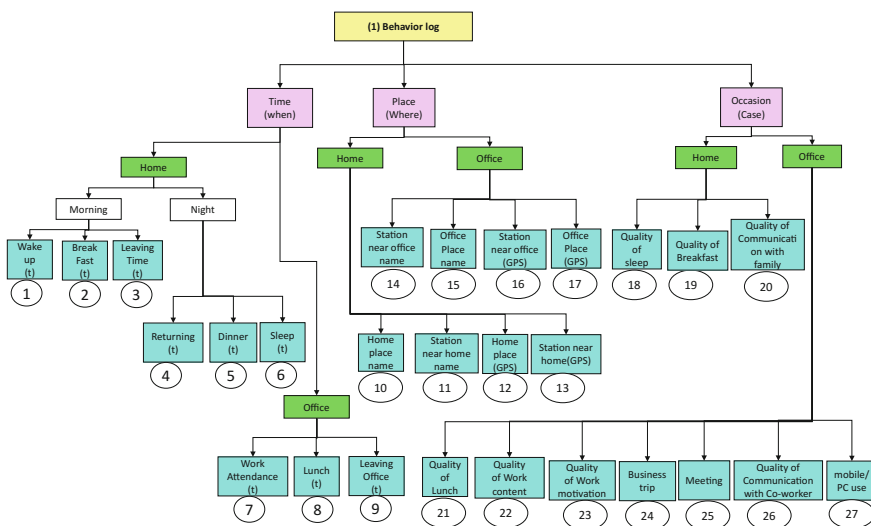 (1) Behavior log
Time
(when)
Place
(Where)
Occasion
(Case)
Home
Home
Office
Home
Office
Morning
Night
Wake
up
(t)
Break
Fast
(t)
Leaving
Time
(t)
1
2
3
Station
near office
name
Office
Place
name
Station
near office
(GPS)
Office
Place
(GPS)
14
15
16
17
Quality
of
sleep
Quality of
Breakfast
Quality of
Communicati
on with
family
18
19
20
Returning
(t)
Dinner
(t)
Sleep
(t)
4
5
6
Home
place
name
Station
near home
name
Home
place
(GPS)
Station near
home(GPS)
10
11
12
13
Office
Work
Attendance
(t)
Lunch
(t)
Leaving
Office
(t)
7
8
9
Quality
of
Lunch
Quality
of Work
content
Quality
of Work
motivation
Business
trip
Meeting
Quality of
Communication
with Co-worker
mobile/
PC use
21
22
23
24
25
26
27